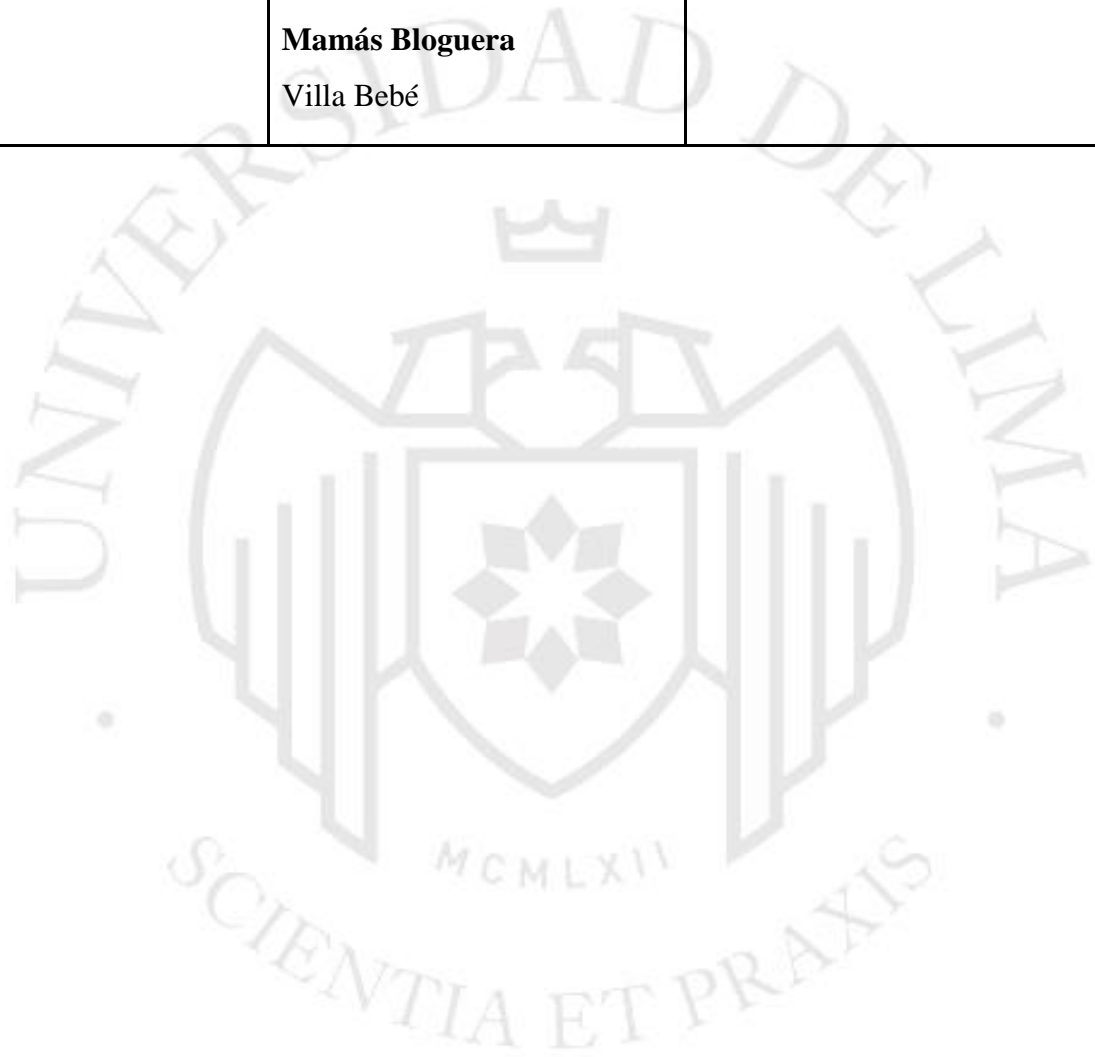 Mamás Bloguera
Villa Bebé
UNIVERSIDAD DE LIMA
MCMLXII
SCIENTIA ET PRAXIS